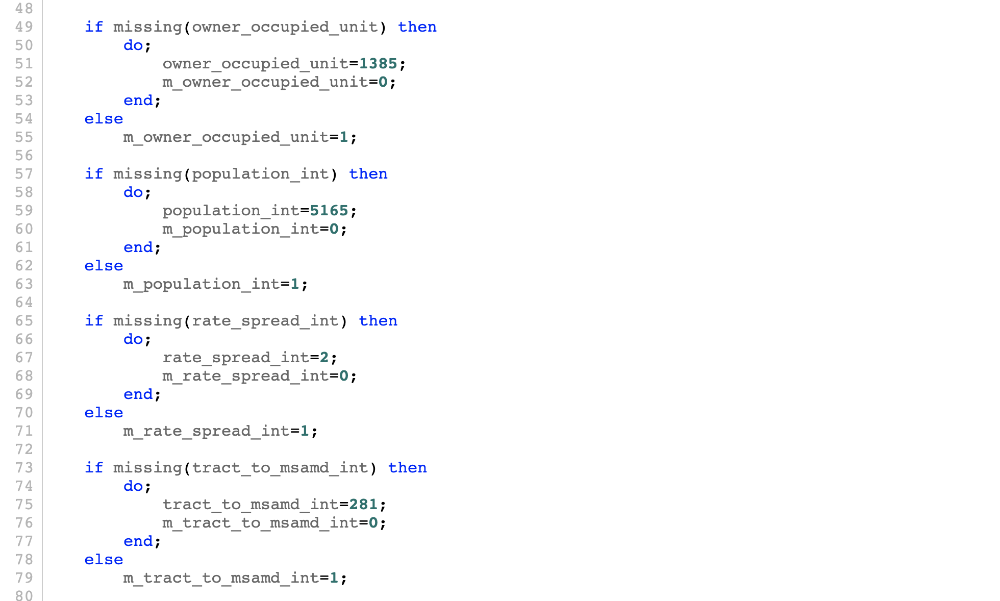 48
49 if missing(owner_occupied_unit) then
50 do;
51 owner_occupied_unit=1385;
52 m_owner_occupied_unit=0;
53 end;
54 else
55 m_owner_occupied_unit=1;
56
57 if missing(population_int) then
58 do;
59 population_int=5165;
60 m_population_int=0;
61 end;
62 else
63 m_population_int=1;
64
65 if missing(rate_spread_int) then
66 do;
67 rate_spread_int=2;
68 m_rate_spread_int=0;
69 end;
70 else
71 m_rate_spread_int=1;
72
73 if missing(tract_to_msamd_int) then
74 do;
75 tract_to_msamd_int=281;
76 m_tract_to_msamd_int=0;
77 end;
78 else
79 m_tract_to_msamd_int=1;
80